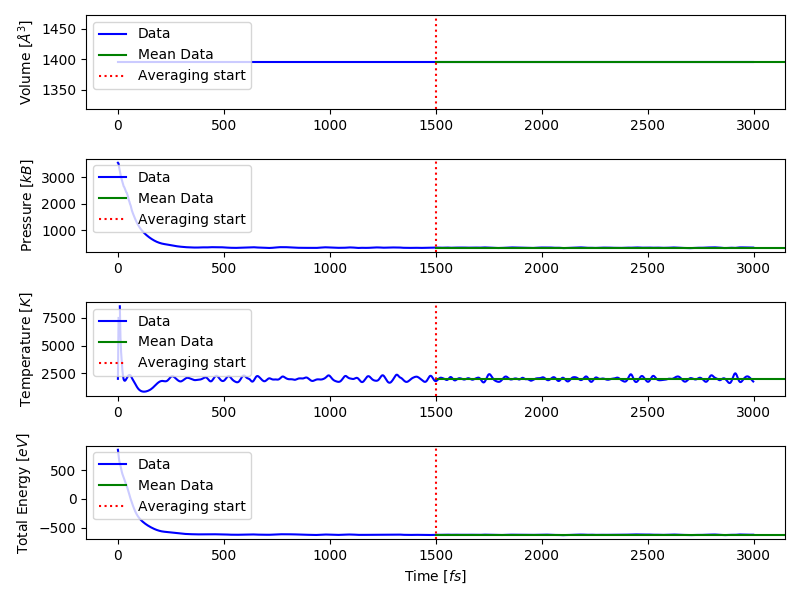 Volume [Å³]
1450
1400
1350
Data
Mean Data
Averaging start
0 500 1000 1500 2000 2500 3000
Pressure [kB]
3000
2000
1000
Data
Mean Data
Averaging start
0 500 1000 1500 2000 2500 3000
Temperature [K]
7500
5000
2500
Data
Mean Data
Averaging start
0 500 1000 1500 2000 2500 3000
Total Energy [eV]
500
0
−500
Data
Mean Data
Averaging start
0 500 1000 1500 2000 2500 3000
Time [fs]